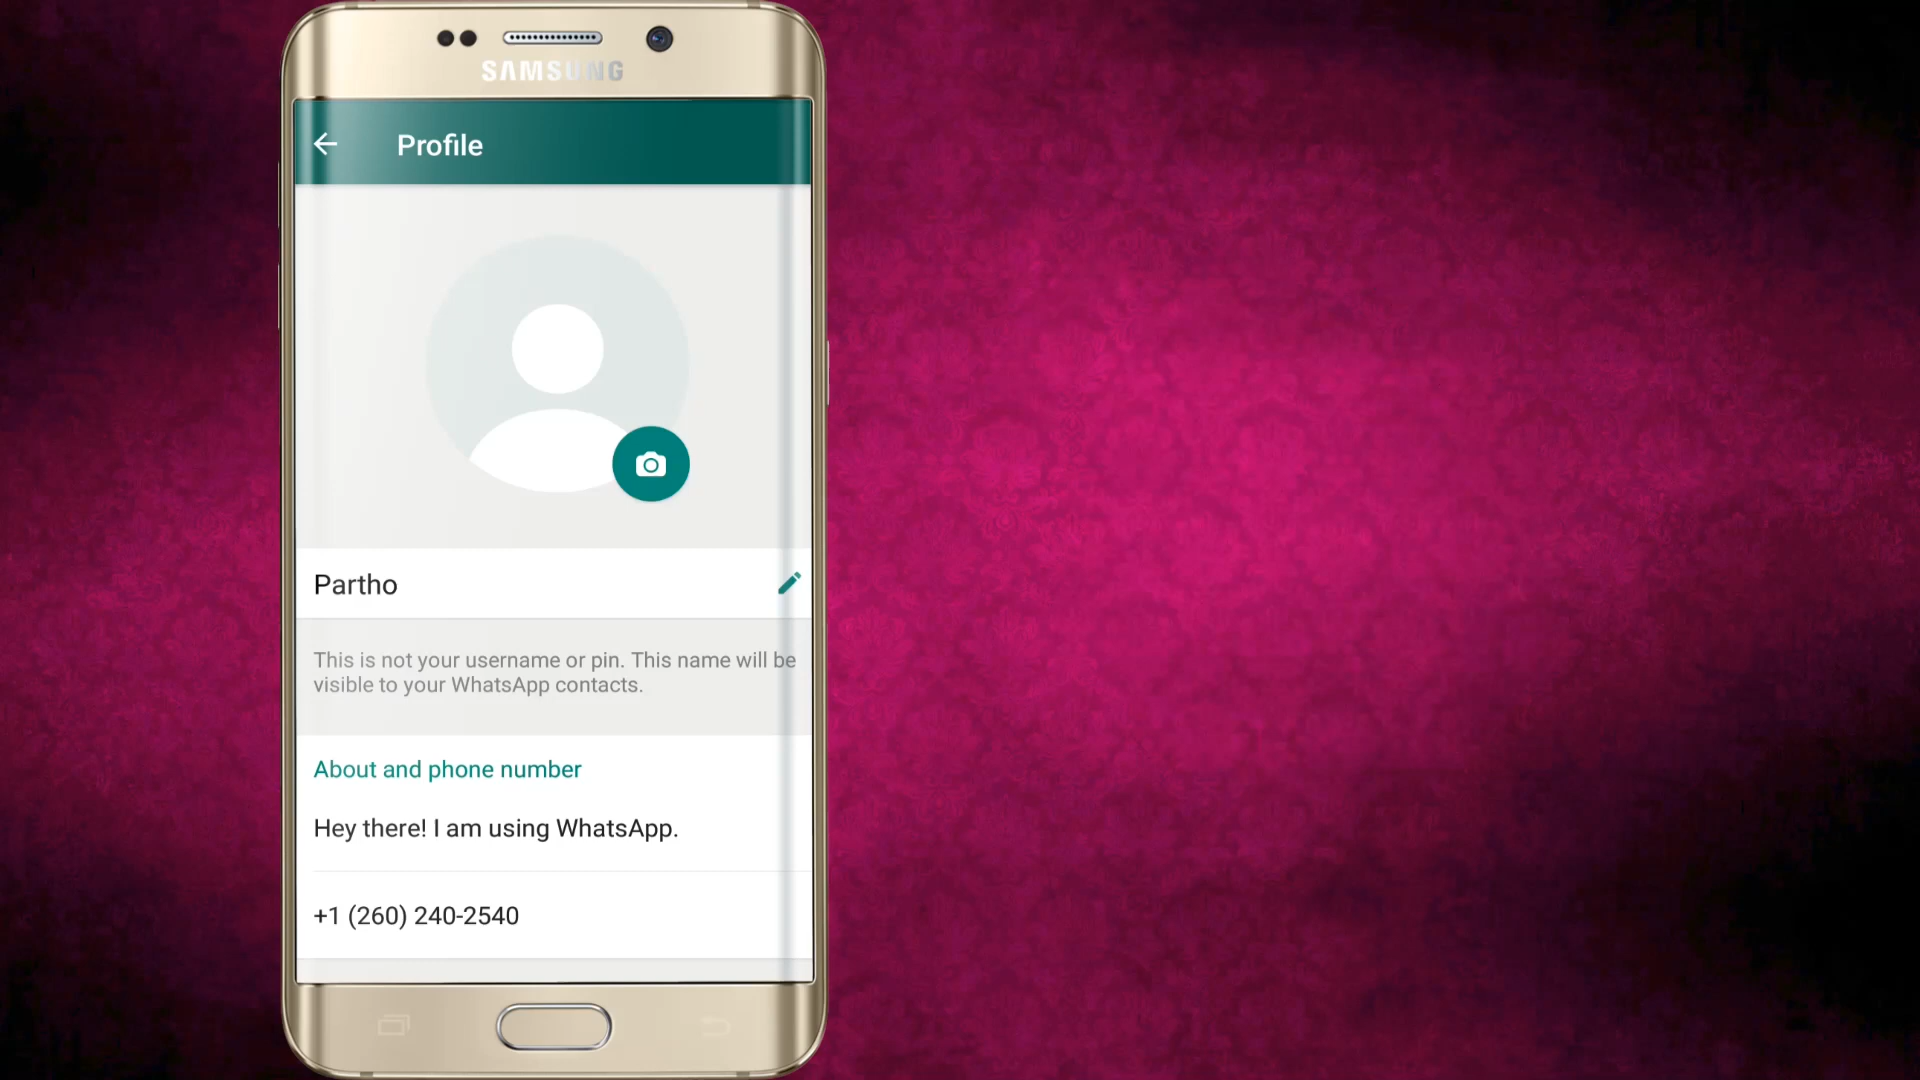 SAMSUNG
Profile
Partho
This is not your username or pin. This name will be
visible to your WhatsApp contacts.
About and phone number
Hey there! I am using WhatsApp.
+1 (260) 240-2540